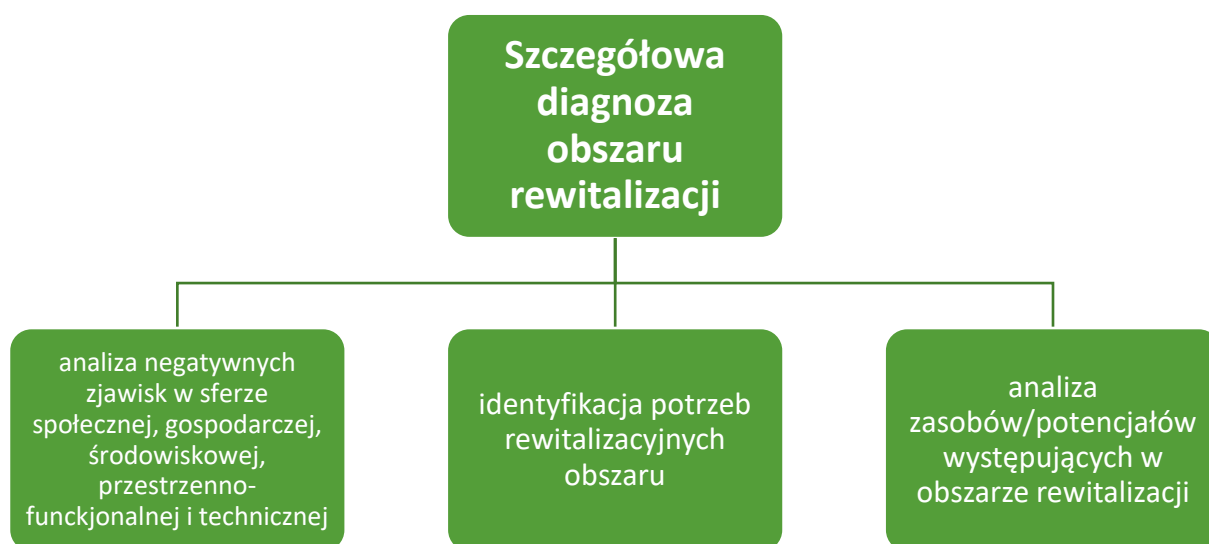 Szczegółowa
diagnoza
obszaru
rewitalizacji
analiza negatywnych
zjawisk w sferze
społecznej, gospodarczej,
środowiskowej,
przestrzenno-
funckjonalnej i technicznej
identyfikacja potrzeb
rewitalizacyjnych
obszaru
analiza
zasobów/potencjałów
występujących w
obszarze rewitalizacji